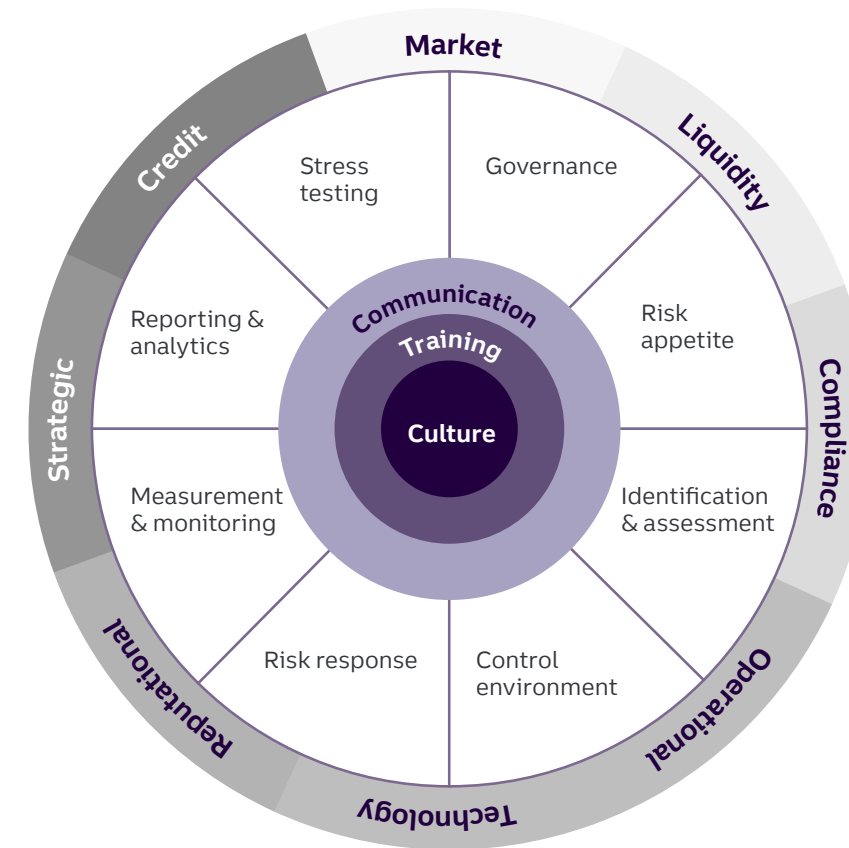 Market
Liquidity
Compliance
Operational
Technology
Reputational
Strategic
Credit
Stress
testing
Governance
Risk
appetite
Identification
& assessment
Control
environment
Risk response
Measurement
& monitoring
Reporting &
analytics
Communication
Training
Culture